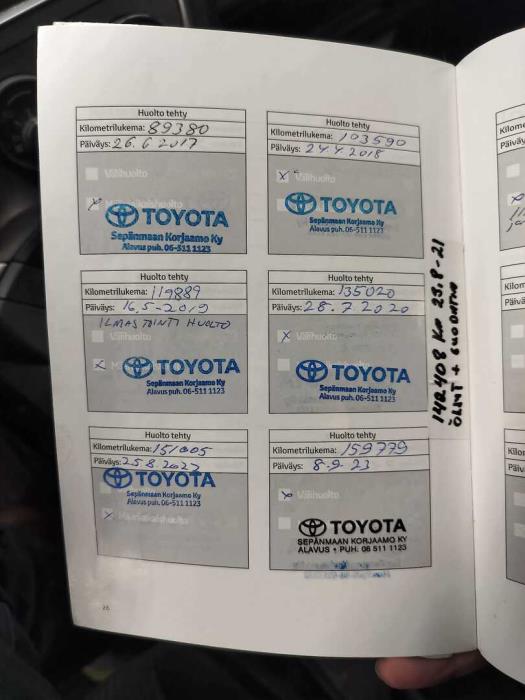 Huolto tehty
Kilometrilukema: 89380
Päiväys: 26.6 2017
Välihuolto
TOYOTA
Sepänmaan Korjaamo Ky
Alavus puh. 06-511 1123
Huolto tehty
Kilometrilukema: 103590
Päiväys: 24.4.2018
Välihuolto
TOYOTA
Sepänmaan Korjaamo Ky
Alavus puh. 06-511 1123
Huolto tehty
Kilometrilukema: 119889
Päiväys: 16.5-2019
ILMASTOINTI HUOLTO
Välihuolto
TOYOTA
Sepänmaan Korjaamo Ky
Alavus puh. 06-511 1123
Huolto tehty
Kilometrilukema: 135020
Päiväys: 28.7 2020
TOYOTA
Sepänmaan Korjaamo Ky
Alavus puh. 06-511 1123
142408 Km 23.8-21
ÖLJYT + SUODATIN
Huolto tehty
Kilometrilukema: 151005
Päiväys: 25.8.2022
TOYOTA
Sepänmaan Korjaamo Ky
Alavus puh. 06-511 1123
Määräaikaishuolto
Huolto tehty
Kilometrilukema: 159779
Päiväys: 8-9-23
Välihuolto
TOYOTA
SEPÄNMAAN KORJAAMO KY
ALAVUS • PUH. 06 511 1123
26